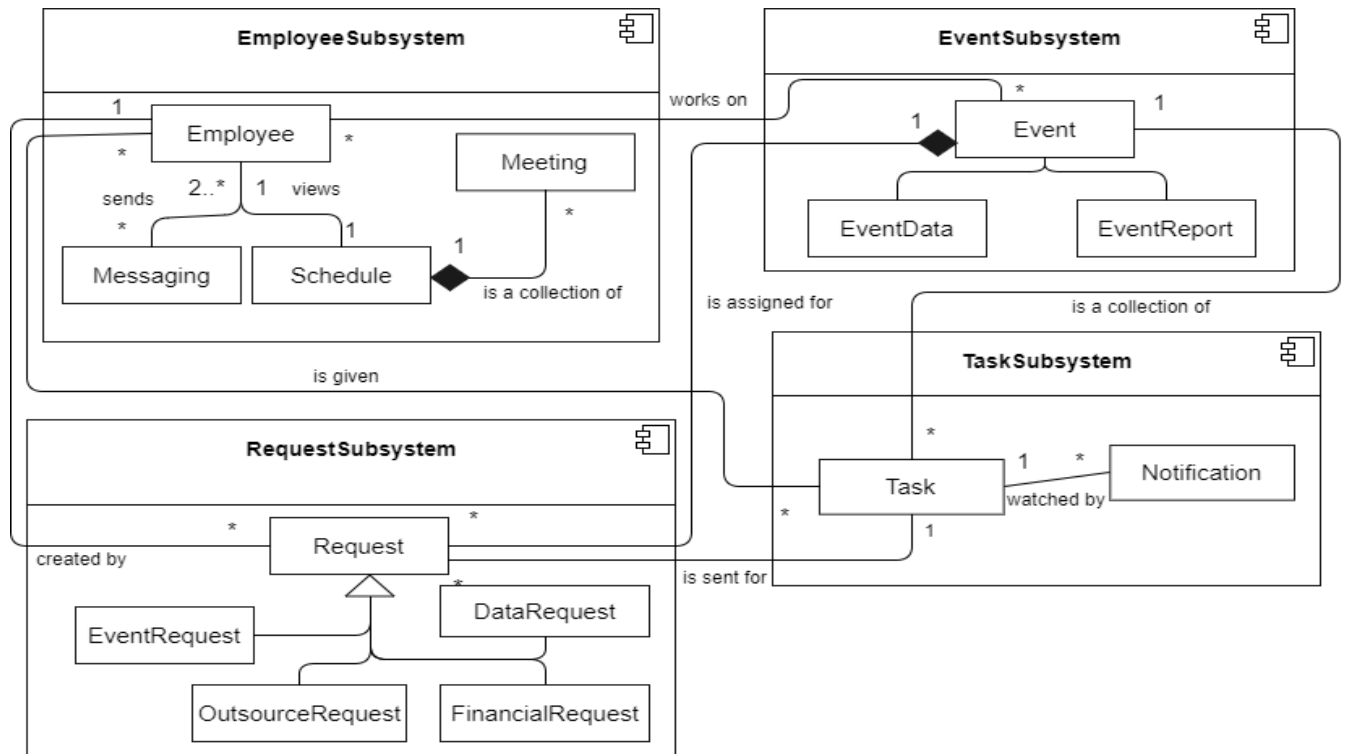 EmployeeSubsystem
EventSubsystem
works on
1
*
*
1
1
Employee
*
Event
Meeting
sends
2..*
1
views
*
*
1
1
*
EventData
EventReport
Messaging
Schedule
is a collection of
is assigned for
is a collection of
TaskSubsystem
is given
RequestSubsystem
*
1
*
Notification
Task
watched by
*
1
*
*
Request
created by
is sent for
*
DataRequest
EventRequest
OutsourceRequest
FinancialRequest